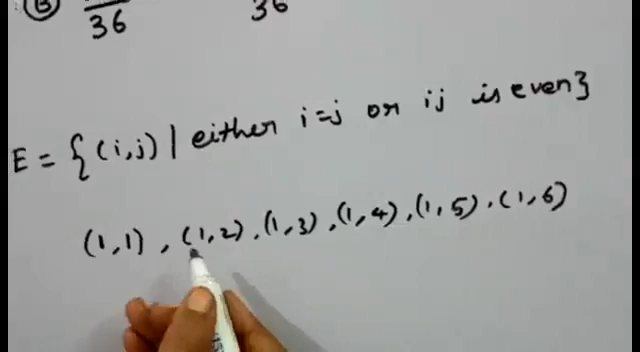 B
36 36
E = {(i,j) | either i=j or ij is even}
(1,1), (1,2), (1,3), (1,4), (1,5), (1,6)